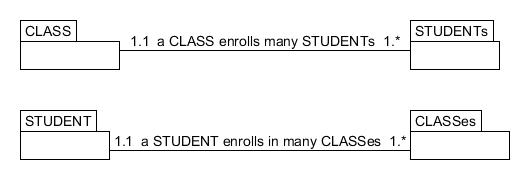 CLASS
STUDENTs
1.1 a CLASS enrolls many STUDENTs 1.*
STUDENT
CLASSes
1.1 a STUDENT enrolls in many CLASSes 1.*